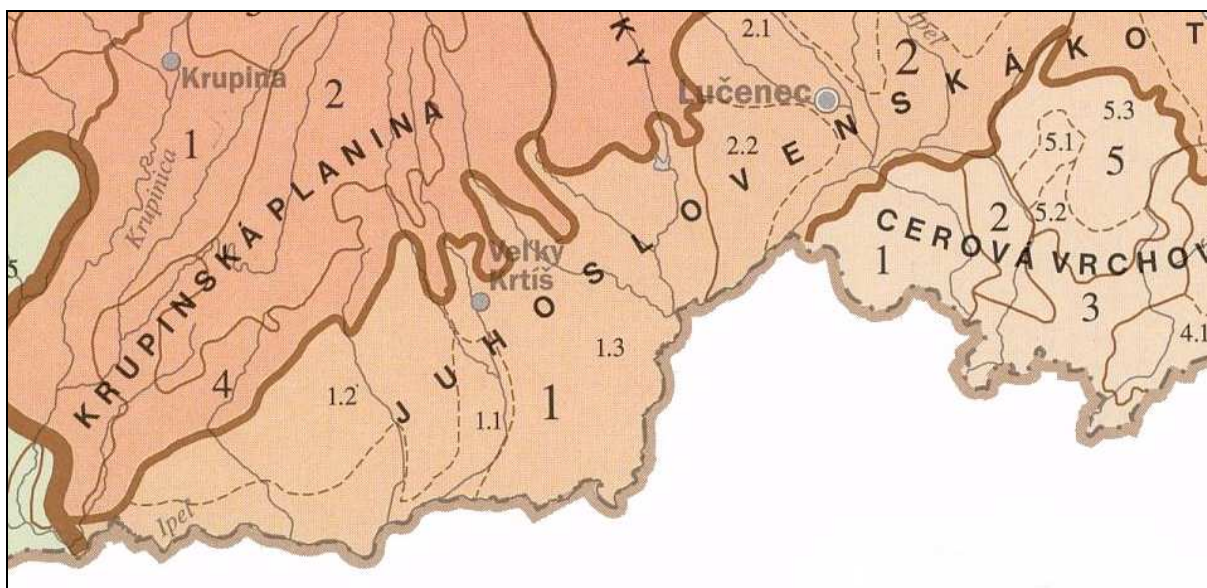 Krupina
Krupinica
1
2
4
5
KRUPINSKÁ PLANINA
KY
2.1
Ipeľ
2
Lučenec
2.2
JUHOSLOVENSKÁ KOT
Veľký
Krtíš
1.2
1.1
1
1.3
Ipeľ
5.3
5.1
5
5.2
2
1
CEROVÁ VRCHOV
3
4.1